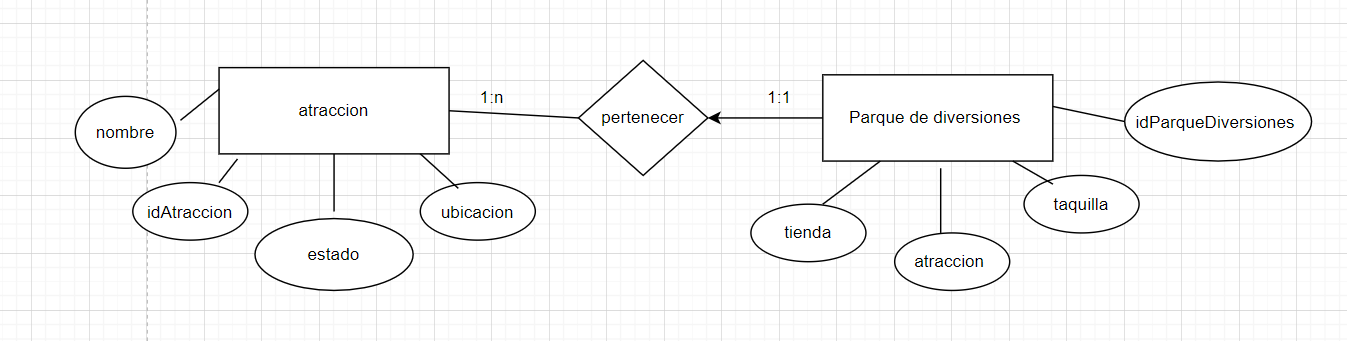 atraccion
1:n
pertenecer
1:1
Parque de diversiones
idParqueDiversiones
nombre
idAtraccion
estado
ubicacion
tienda
atraccion
taquilla